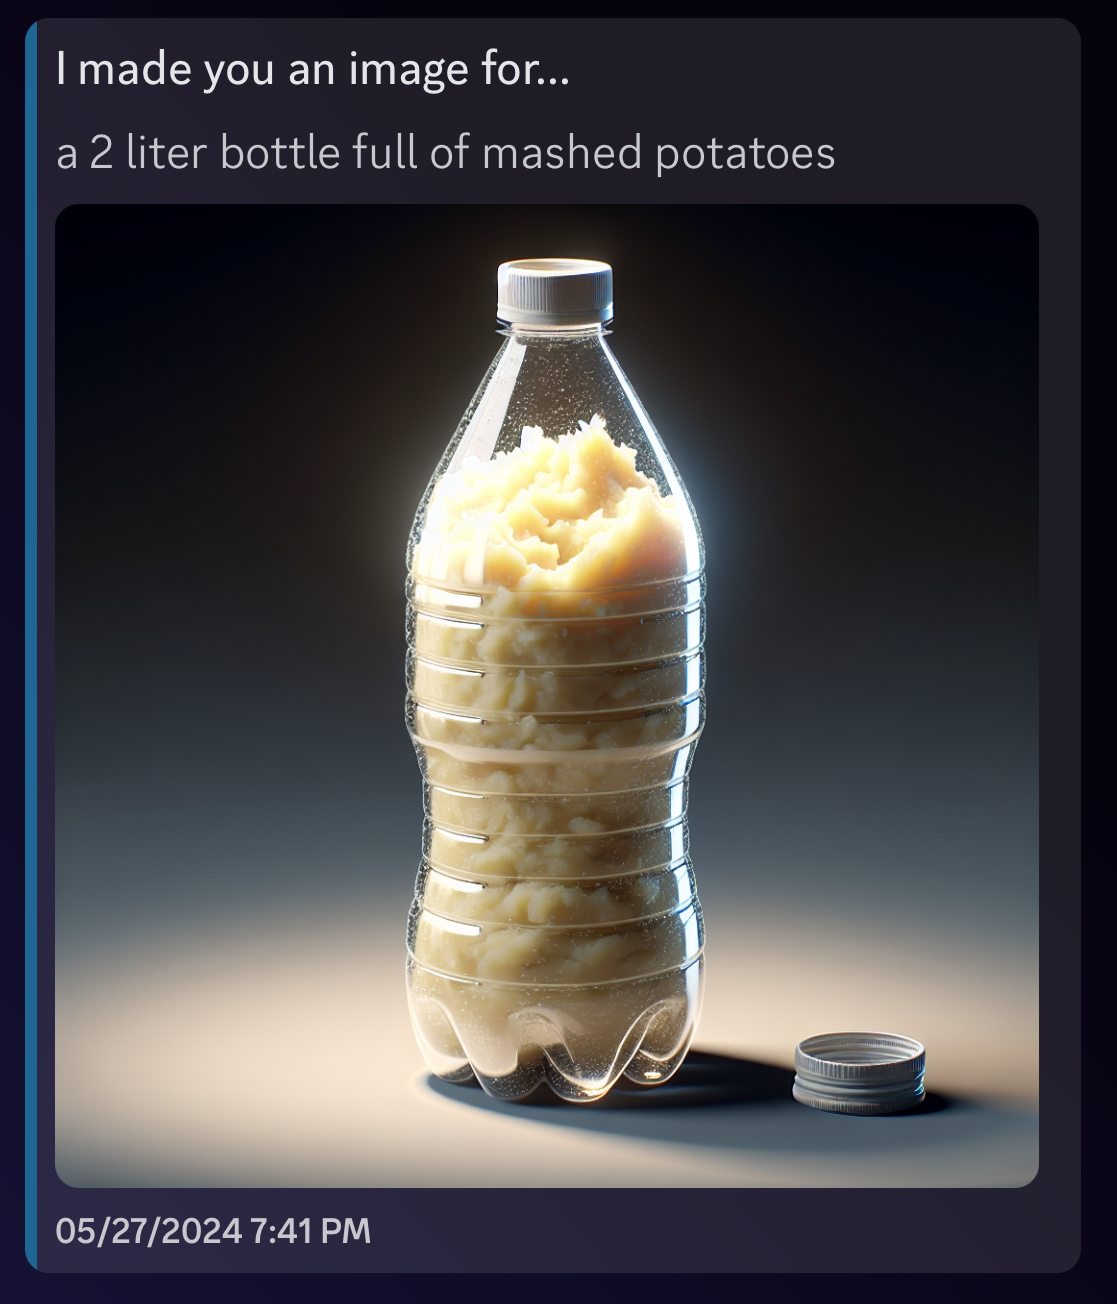 I made you an image for...
a 2 liter bottle full of mashed potatoes
05/27/2024 7:41 PM